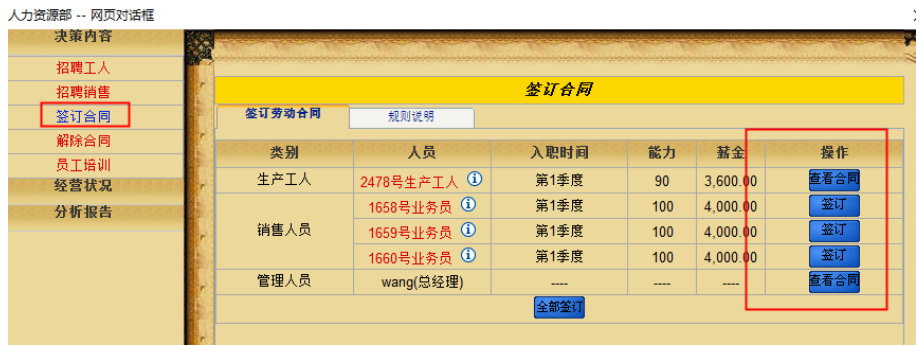 人力资源部 -- 网页对话框
决策内容
招聘工人
招聘销售
签订合同
解除合同
员工培训
经营状况
分析报告
签订合同
签订劳动合同 规则说明
类别 人员 入职时间 能力 薪金 操作
生产工人 2478号生产工人 第1季度 90 3,600.00 查看合同
1658号业务员 第1季度 100 4,000.00 签订
销售人员 1659号业务员 第1季度 100 4,000.00 签订
1660号业务员 第1季度 100 4,000.00 签订
管理人员 wang(总经理) ---- ---- ---- 查看合同
全部签订